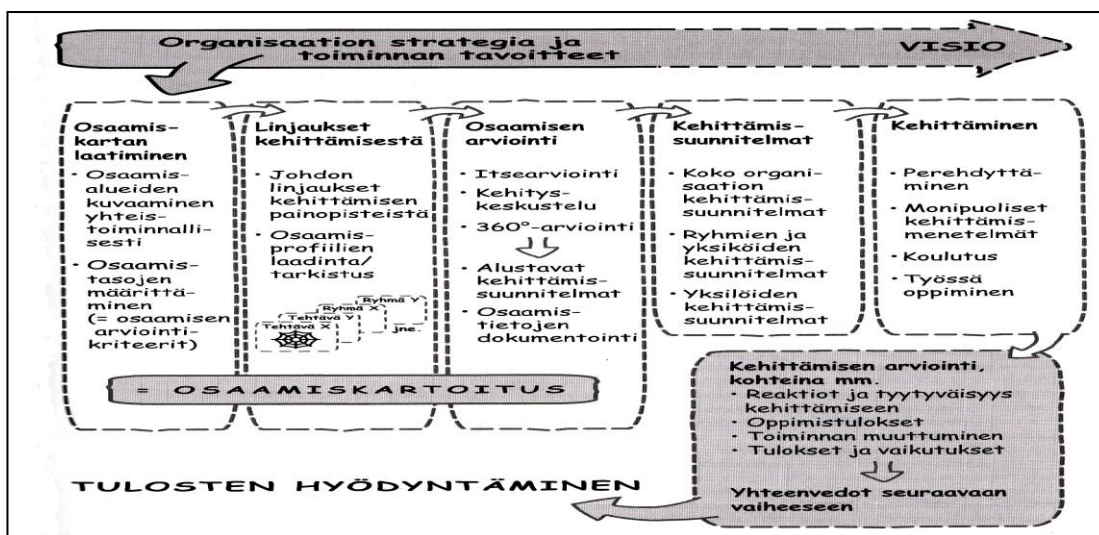 Organisaation strategia ja
toiminnan tavoitteet
VISIO
Osaamis-
kartan
laatiminen
• Osaamis-
alueiden
kuvaaminen
yhteis-
toiminnalli-
sesti
• Osaamis-
tasojen
määrittä-
minen
(= osaamisen
arviointi-
kriteerit)
Linjaukset
kehittämisestä
• Johdon
linjaukset
kehittämisen
painopisteistä
• Osaamis-
profiilien
laadinta/
tarkistus
Ryhmä Y
Ryhmä X
Tehtävä Y
Tehtävä X
jne.
Osaamisen
arviointi
• Itsearviointi
• Kehitys-
keskustelu
• 360°-arviointi
• Alustavat
kehittämis-
suunnitelmat
• Osaamis-
tietojen
dokumentointi
= OSAAMISKARTOITUS
Kehittämis-
suunnitelmat
• Koko organi-
saation
kehittämis-
suunnitelmat
• Ryhmien ja
yksiköiden
kehittämis-
suunnitelmat
• Yksilöiden
kehittämis-
suunnitelmat
Kehittäminen
• Perehdyttä-
minen
• Monipuoliset
kehittämis-
menetelmät
• Koulutus
• Työssä
oppiminen
Kehittämisen arviointi,
kohteina mm.
• Reaktiot ja tyytyväisyys
kehittämiseen
• Oppimistulokset
• Toiminnan muuttuminen
• Tulokset ja vaikutukset
Yhteenvedot seuraavaan
vaiheeseen
TULOSTEN HYÖDYNTÄMINEN